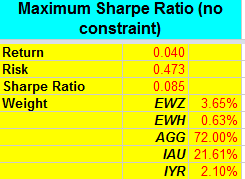 Maximum Sharpe Ratio (no
constraint)
Return 0.040
Risk 0.473
Sharpe Ratio 0.085
Weight EWZ 3.65%
EWH 0.63%
AGG 72.00%
IAU 21.61%
IYR 2.10%